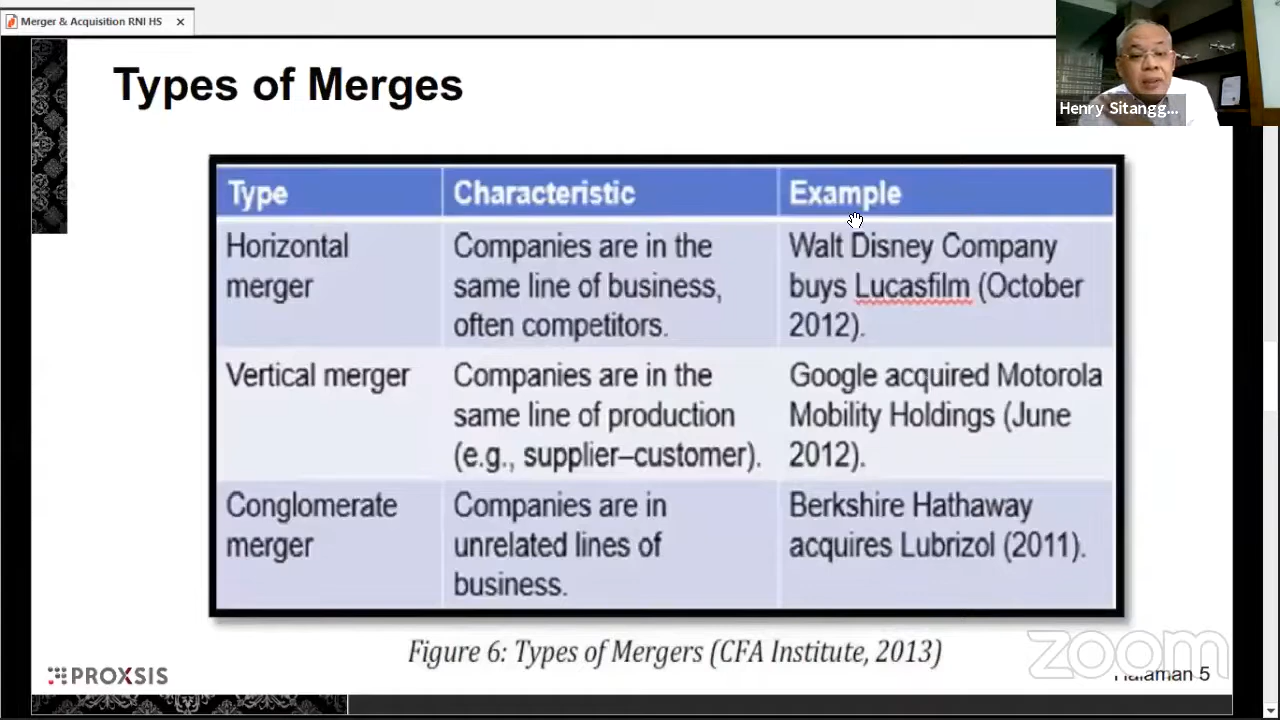 Merger & Acquisition RNI HS
Types of Merges
Henry Sitangg...
Type Characteristic Example
Horizontal merger
Companies are in the
same line of business,
often competitors.
Walt Disney Company
buys Lucasfilm (October
2012).
Vertical merger
Companies are in the
same line of production
(e.g., supplier–customer).
Google acquired Motorola
Mobility Holdings (June
2012).
Conglomerate
merger
Companies are in
unrelated lines of
business.
Berkshire Hathaway
acquires Lubrizol (2011).
Figure 6: Types of Mergers (CFA Institute, 2013)
zoom
PROXSIS
Halaman 5